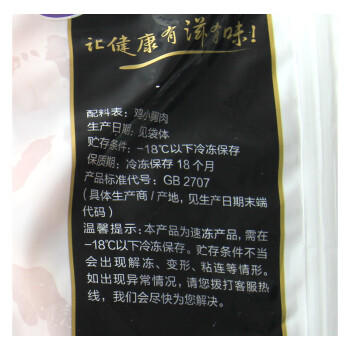 让健康有滋有味!
配料表: 鸡小胸肉
生产日期: 见袋体
贮存条件: -18℃以下冷冻保存
保质期: 冷冻保存18个月
产品标准代号: GB 2707
(具体生产商/产地, 见生产日期末端
代码)
温馨提示: 本产品为速冻产品, 需在
-18℃以下冷冻保存。贮存条件不当
会出现解冻、变形、粘连等情形。
如出现异常情况, 请您拨打客服热
线, 我们会尽快为您解决。